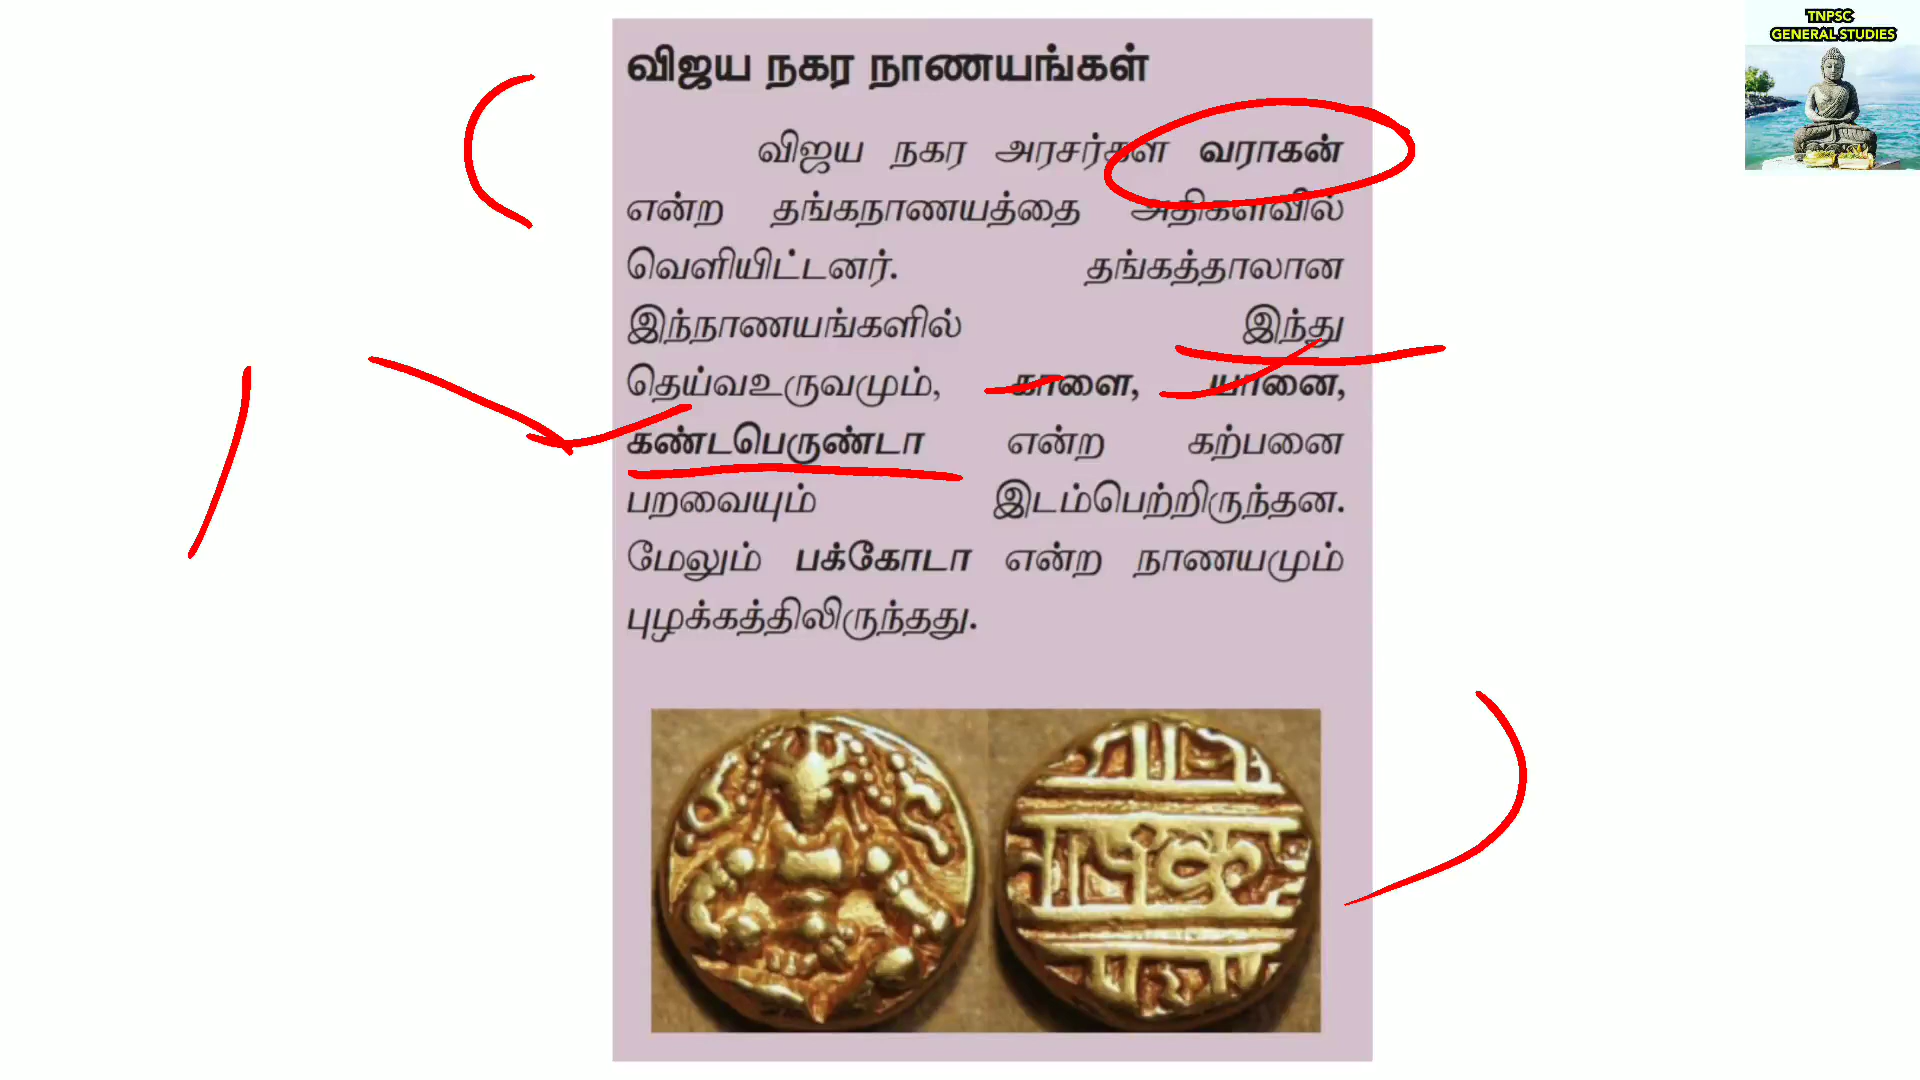 TNPSC
GENERAL STUDIES
விஜய நகர நாணயங்கள்
விஜய நகர அரசர்கள் வராகன்
என்ற தங்கநாணயத்தை அதிகளவில்
வெளியிட்டனர். தங்கத்தாலான
இந்நாணயங்களில் இந்து
தெய்வஉருவமும், காளை, யானை,
கண்டபெருண்டா என்ற கற்பனை
பறவையும் இடம்பெற்றிருந்தன.
மேலும் பக்கோடா என்ற நாணயமும்
புழக்கத்திலிருந்தது.